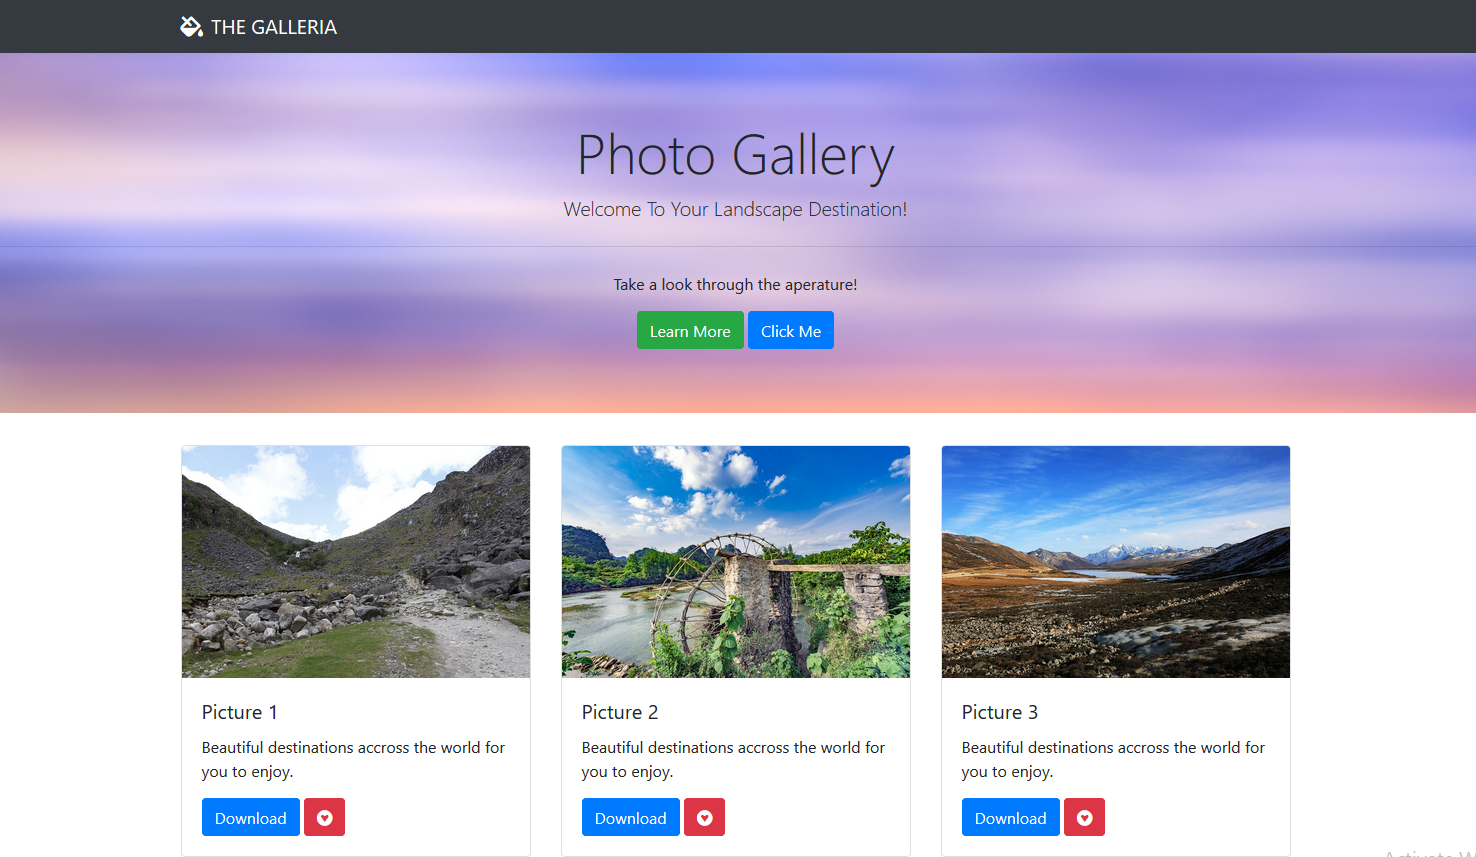 THE GALLERIA
Photo Gallery
Welcome To Your Landscape Destination!
Take a look through the aperature!
Learn More Click Me
Picture 1
Beautiful destinations accross the world for
you to enjoy.
Download
Picture 2
Beautiful destinations accross the world for
you to enjoy.
Download
Picture 3
Beautiful destinations accross the world for
you to enjoy.
Download